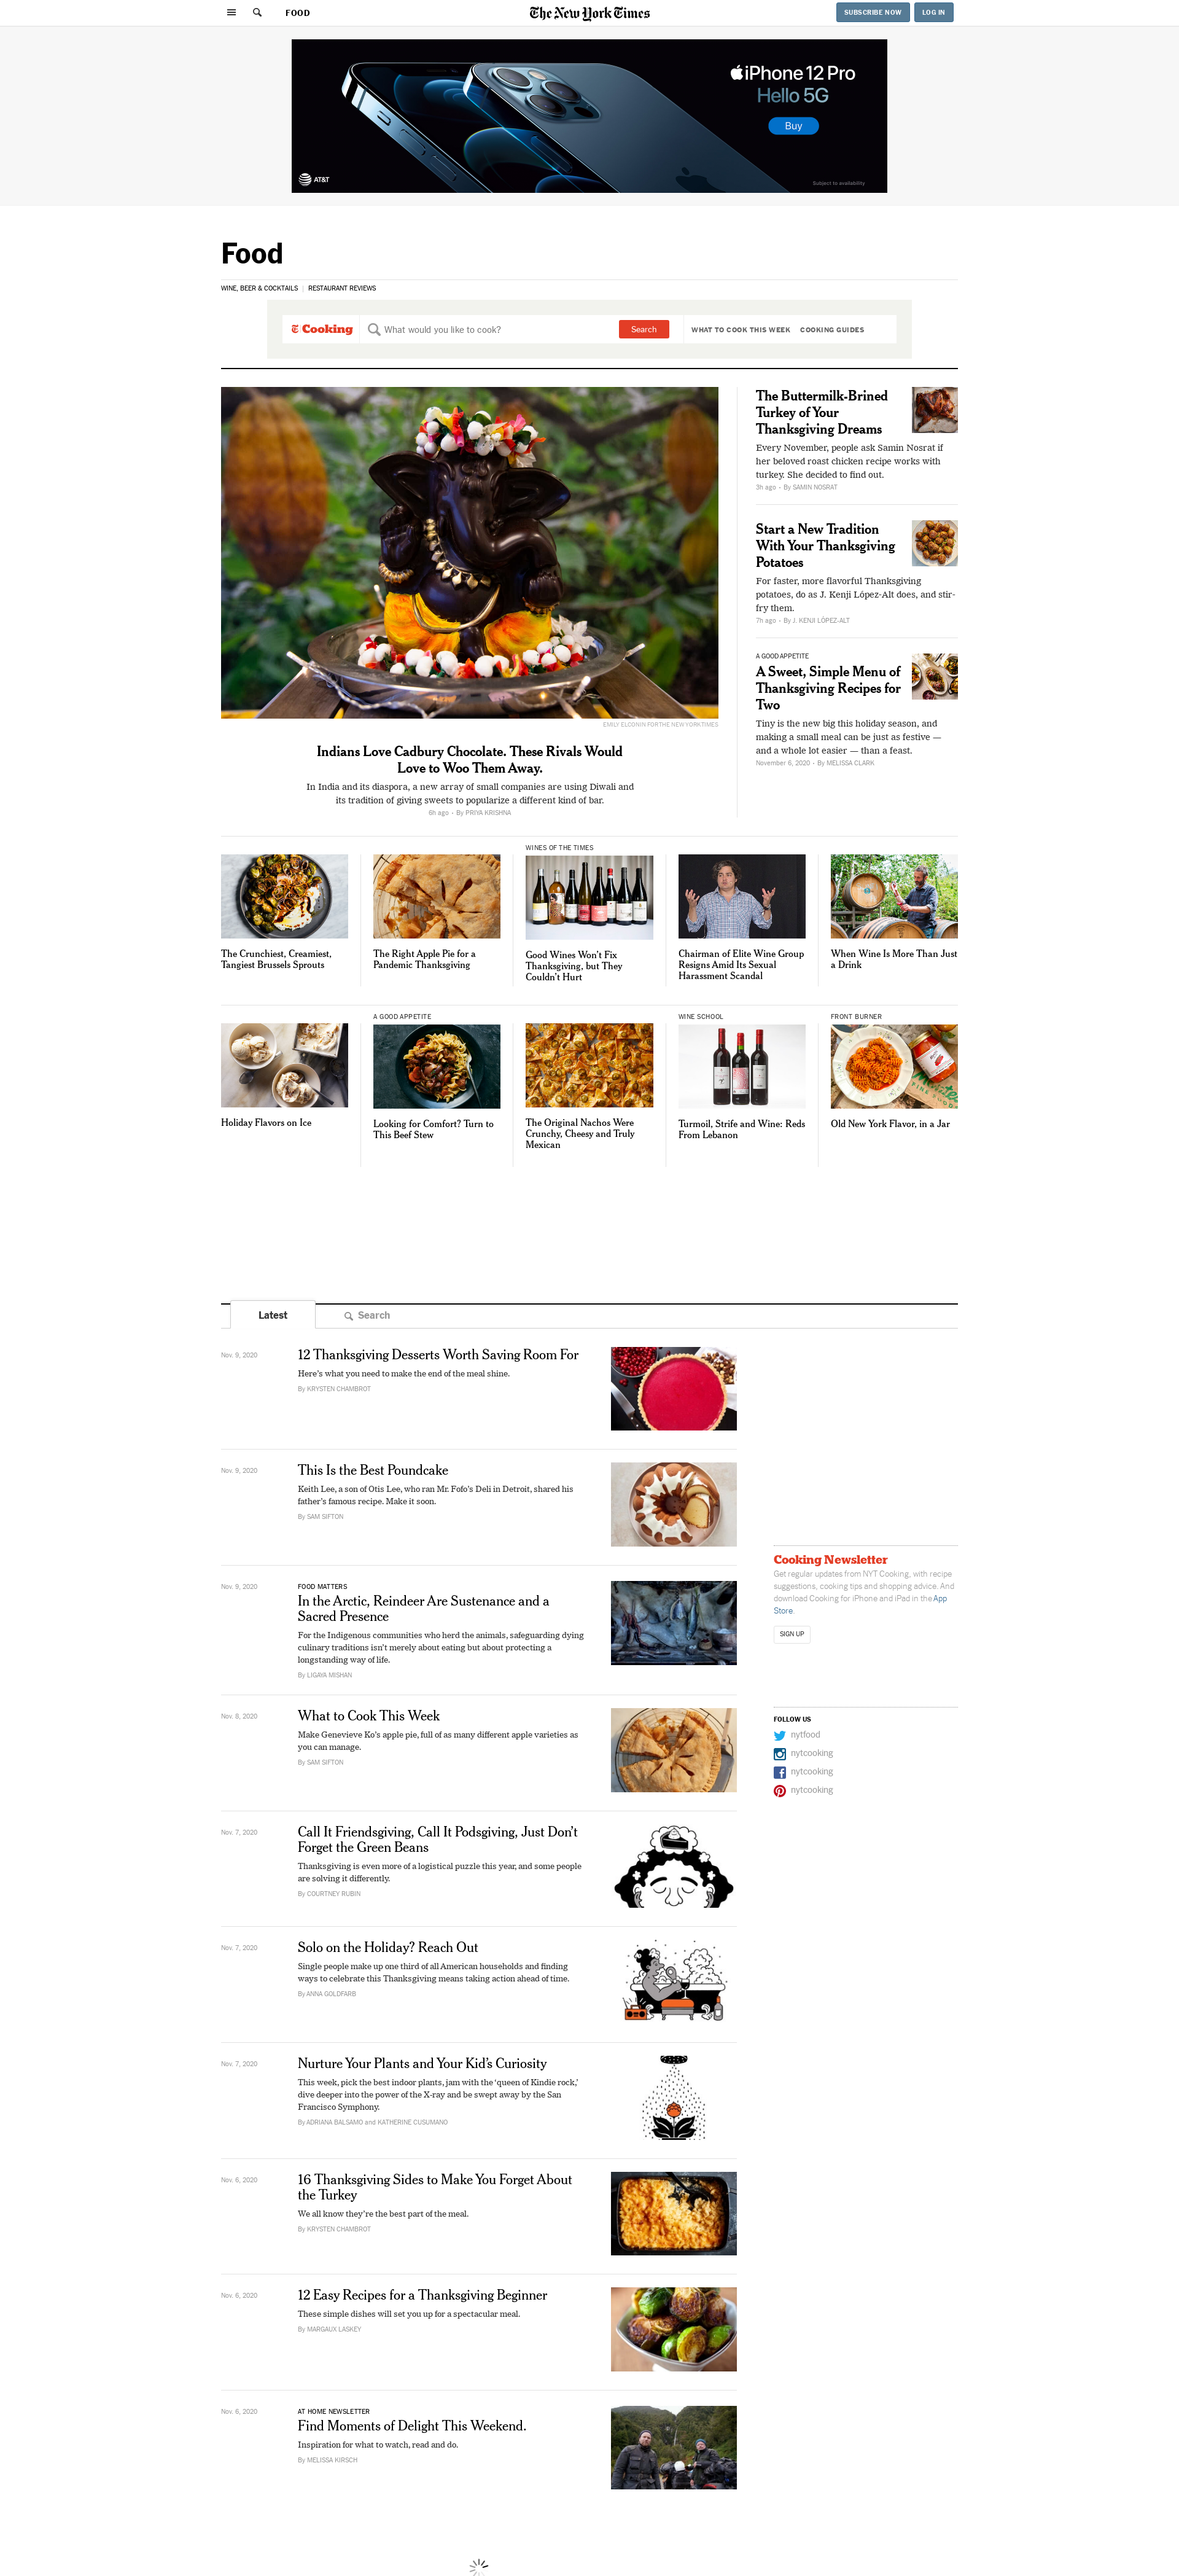 FOOD
The New York Times
SUBSCRIBE NOW
LOG IN
iPhone 12 Pro
Hello 5G
Buy
AT&T
Subject to availability
Food
WINE, BEER & COCKTAILS | RESTAURANT REVIEWS
Cooking
What would you like to cook?
Search
WHAT TO COOK THIS WEEK
COOKING GUIDES
EMILY ELCONIN FOR THE NEW YORK TIMES
Indians Love Cadbury Chocolate. These Rivals Would
Love to Woo Them Away.
In India and its diaspora, a new array of small companies are using Diwali and
its tradition of giving sweets to popularize a different kind of bar.
6h ago • By PRIYA KRISHNA
The Buttermilk-Brined
Turkey of Your
Thanksgiving Dreams
Every November, people ask Samin Nosrat if
her beloved roast chicken recipe works with
turkey. She decided to find out.
3h ago • By SAMIN NOSRAT
Start a New Tradition
With Your Thanksgiving
Potatoes
For faster, more flavorful Thanksgiving
potatoes, do as J. Kenji López-Alt does, and stir-
fry them.
7h ago • By J. KENJI LÓPEZ-ALT
A GOOD APPETITE
A Sweet, Simple Menu of
Thanksgiving Recipes for
Two
Tiny is the new big this holiday season, and
making a small meal can be just as festive —
and a whole lot easier — than a feast.
November 6, 2020 • By MELISSA CLARK
The Crunchiest, Creamiest,
Tangiest Brussels Sprouts
The Right Apple Pie for a
Pandemic Thanksgiving
WINES OF THE TIMES
Good Wines Won't Fix
Thanksgiving, but They
Couldn't Hurt
Chairman of Elite Wine Group
Resigns Amid Its Sexual
Harassment Scandal
When Wine Is More Than Just
a Drink
Holiday Flavors on Ice
A GOOD APPETITE
Looking for Comfort? Turn to
This Beef Stew
The Original Nachos Were
Crunchy, Cheesy and Truly
Mexican
WINE SCHOOL
Turmoil, Strife and Wine: Reds
From Lebanon
FRONT BURNER
Old New York Flavor, in a Jar
Latest
Search
Nov. 9, 2020
12 Thanksgiving Desserts Worth Saving Room For
Here's what you need to make the end of the meal shine.
By KRYSTEN CHAMBROT
Nov. 9, 2020
This Is the Best Poundcake
Keith Lee, a son of Otis Lee, who ran Mr. Fofo's Deli in Detroit, shared his
father's famous recipe. Make it soon.
By SAM SIFTON
Nov. 9, 2020
FOOD MATTERS
In the Arctic, Reindeer Are Sustenance and a
Sacred Presence
For the Indigenous communities who herd the animals, safeguarding dying
culinary traditions isn't merely about eating but about protecting a
longstanding way of life.
By LIGAYA MISHAN
Nov. 8, 2020
What to Cook This Week
Make Genevieve Ko's apple pie, full of as many different apple varieties as
you can manage.
By SAM SIFTON
Nov. 7, 2020
Call It Friendsgiving, Call It Podsgiving, Just Don't
Forget the Green Beans
Thanksgiving is even more of a logistical puzzle this year, and some people
are solving it differently.
By COURTNEY RUBIN
Nov. 7, 2020
Solo on the Holiday? Reach Out
Single people make up one third of all American households and finding
ways to celebrate this Thanksgiving means taking action ahead of time.
By ANNA GOLDFARB
Nov. 7, 2020
Nurture Your Plants and Your Kid's Curiosity
This week, pick the best indoor plants, jam with the 'queen of Kindie rock,'
dive deeper into the power of the X-ray and be swept away by the San
Francisco Symphony.
By ADRIANA BALSAMO and KATHERINE CUSUMANO
Nov. 6, 2020
16 Thanksgiving Sides to Make You Forget About
the Turkey
We all know they're the best part of the meal.
By KRYSTEN CHAMBROT
Nov. 6, 2020
12 Easy Recipes for a Thanksgiving Beginner
These simple dishes will set you up for a spectacular meal.
By MARGAUX LASKEY
Nov. 6, 2020
AT HOME NEWSLETTER
Find Moments of Delight This Weekend.
Inspiration for what to watch, read and do.
By MELISSA KIRSCH
Cooking Newsletter
Get regular updates from NYT Cooking, with recipe
suggestions, cooking tips and shopping advice. And
download Cooking for iPhone and iPad in the App
Store.
SIGN UP
FOLLOW US
nytfood
nytcooking
nytcooking
nytcooking